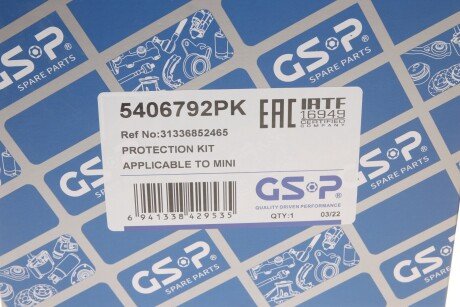 GSP
SPARE PARTS
GSP
SPARE PARTS
5406792PK
EAC
IATF
16949
CERTIFIED
COMPANY
Ref No:31336852465
PROTECTION KIT
APPLICABLE TO MINI
6 941338 429535
GSP®
QUALITY-DRIVEN PERFORMANCE
QTY:1
03/22
GSP
SPARE PARTS
GSP
SPARE PARTS